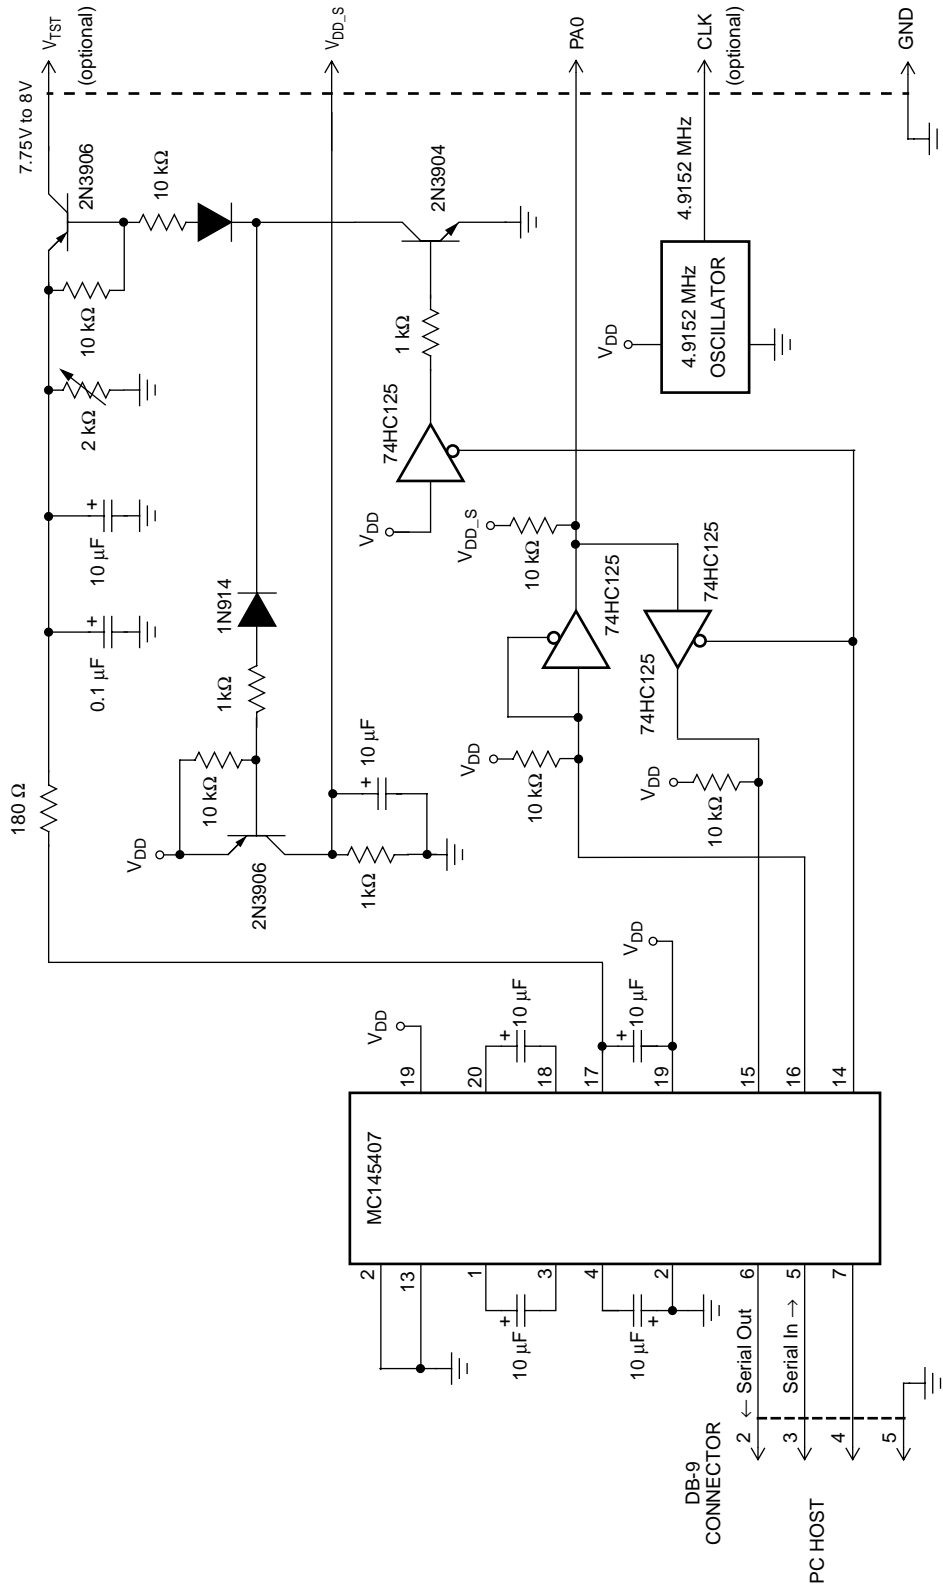 DB-9
CONNECTOR
PC HOST
2
3
4
5
← Serial Out
Serial In →
2
13
1
3
4
2
6
5
7
10 µF
+
10 µF
+
MC145407
19
20
18
17
19
15
16
14
VDD
+
10 µF
+
10 µF
VDD
180 Ω
VDD
2N3906
10 kΩ
1kΩ
1N914
1kΩ
+
10 µF
0.1 µF
+
10 µF
+
2 kΩ
10 kΩ
2N3906
10 kΩ
7.75V to 8V
VTST
(optional)
VDD_S
VDD
74HC125
1 kΩ
2N3904
VDD
10 kΩ
74HC125
VDD_S
10 kΩ
PA0
VDD
10 kΩ
74HC125
74HC125
VDD
4.9152 MHz
OSCILLATOR
4.9152 MHz
CLK
(optional)
GND